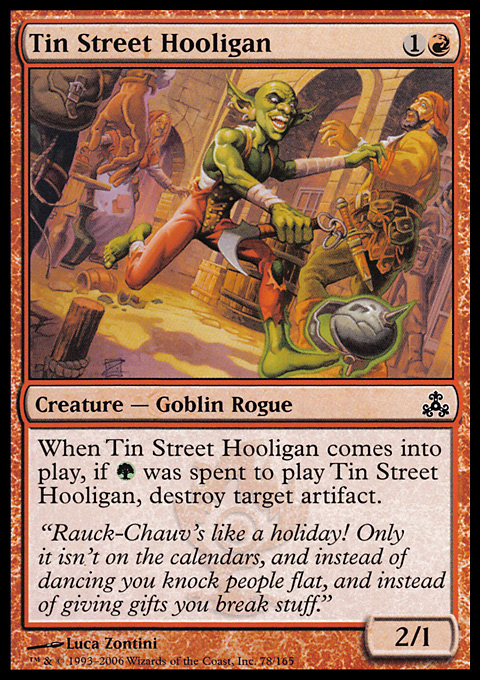 Tin Street Hooligan 1
Creature — Goblin Rogue
When Tin Street Hooligan comes into
play, if was spent to play Tin Street
Hooligan, destroy target artifact.
“Rauck-Chauv’s like a holiday! Only
it isn’t on the calendars, and instead of
dancing you knock people flat, and instead
of giving gifts you break stuff.”
Luca Zontini
2/1
™ & © 1993–2006 Wizards of the Coast, Inc. 78/165